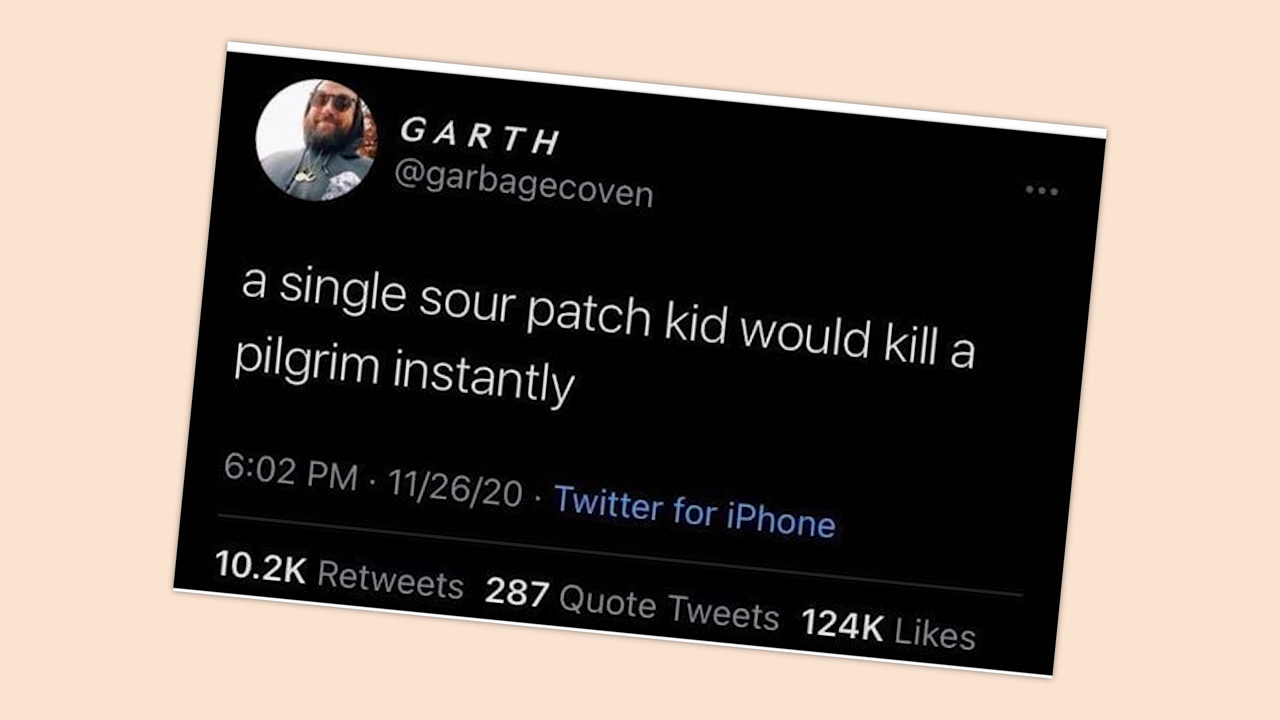 GARTH
@garbagecoven
a single sour patch kid would kill a
pilgrim instantly
6:02 PM · 11/26/20 · Twitter for iPhone
10.2K Retweets 287 Quote Tweets 124K Likes